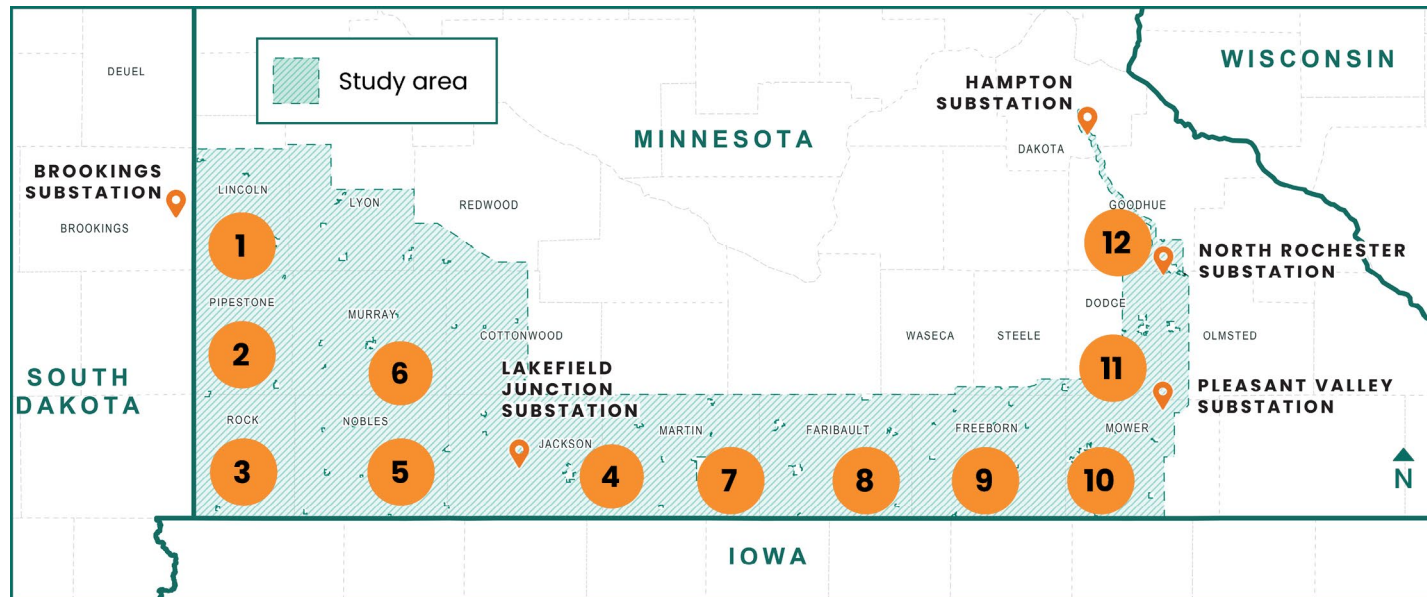 Study area
DEUEL
BROOKINGS
SUBSTATION
BROOKINGS
SOUTH
DAKOTA
MINNESOTA
WISCONSIN
IOWA
HAMPTON
SUBSTATION
DAKOTA
GOODHUE
12
NORTH ROCHESTER
SUBSTATION
LINCOLN
LYON
REDWOOD
1
PIPESTONE
MURRAY
COTTONWOOD
2
6
LAKEFIELD
JUNCTION
SUBSTATION
WASECA
STEELE
DODGE
OLMSTED
11
PLEASANT VALLEY
SUBSTATION
ROCK
NOBLES
JACKSON
MARTIN
FARIBAULT
FREEBORN
MOWER
3
5
4
7
8
9
10
N